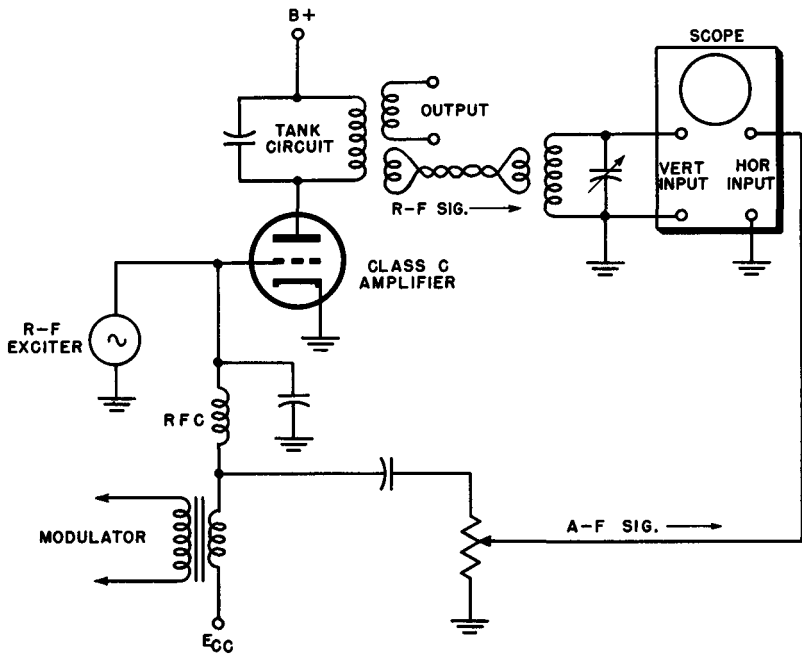 B+
SCOPE
TANK
CIRCUIT
OUTPUT
VERT
INPUT
HOR
INPUT
R-F SIG.
CLASS C
AMPLIFIER
R-F
EXCITER
RFC
MODULATOR
A-F SIG.
ECC